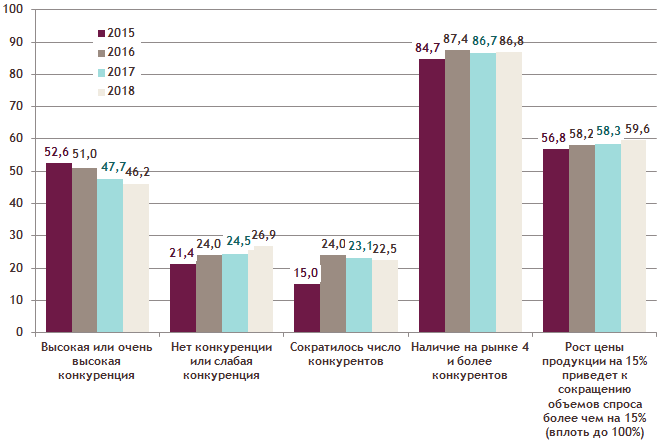 100
90
80
70
60
50
40
30
20
10
0
2015
2016
2017
2018
52,6
51,0
47,7
46,2
21,4
24,0
24,5
26,9
15,0
24,0
23,1
22,5
84,7
87,4
86,7
86,8
56,8
58,2
58,3
59,6
Высокая или очень
высокая
конкуренция
Нет конкуренции
или слабая
конкуренция
Сократилось число
конкурентов
Наличие на рынке 4
и более
конкурентов
Рост цены
продукции на 15%
приведет к
сокращению
объемов спроса
более чем на 15%
(вплоть до 100%)